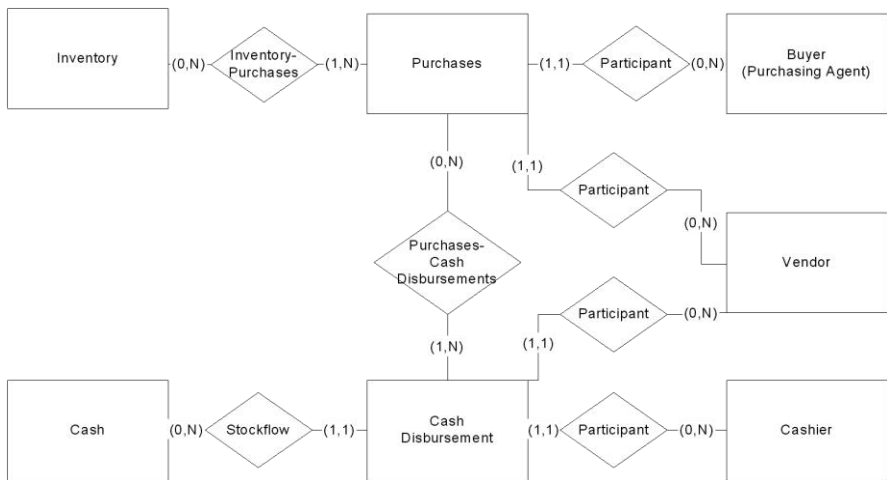 Inventory
(0,N)
Inventory-
Purchases
(1,N)
Purchases
(1,1)
Participant
(0,N)
Buyer
(Purchasing Agent)
(0,N)
(1,1)
Participant
(0,N)
Purchases-
Cash
Disbursements
Vendor
Participant
(0,N)
(1,1)
(1,N)
Cash
(0,N)
Stockflow
(1,1)
Cash
Disbursement
(1,1)
Participant
(0,N)
Cashier